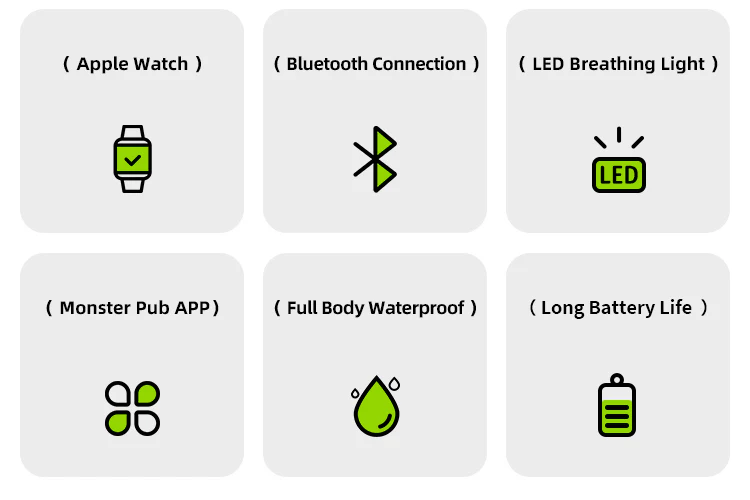 ( Apple Watch )
( Bluetooth Connection )
( LED Breathing Light )
LED
( Monster Pub APP)
( Full Body Waterproof )
（Long Battery Life ）